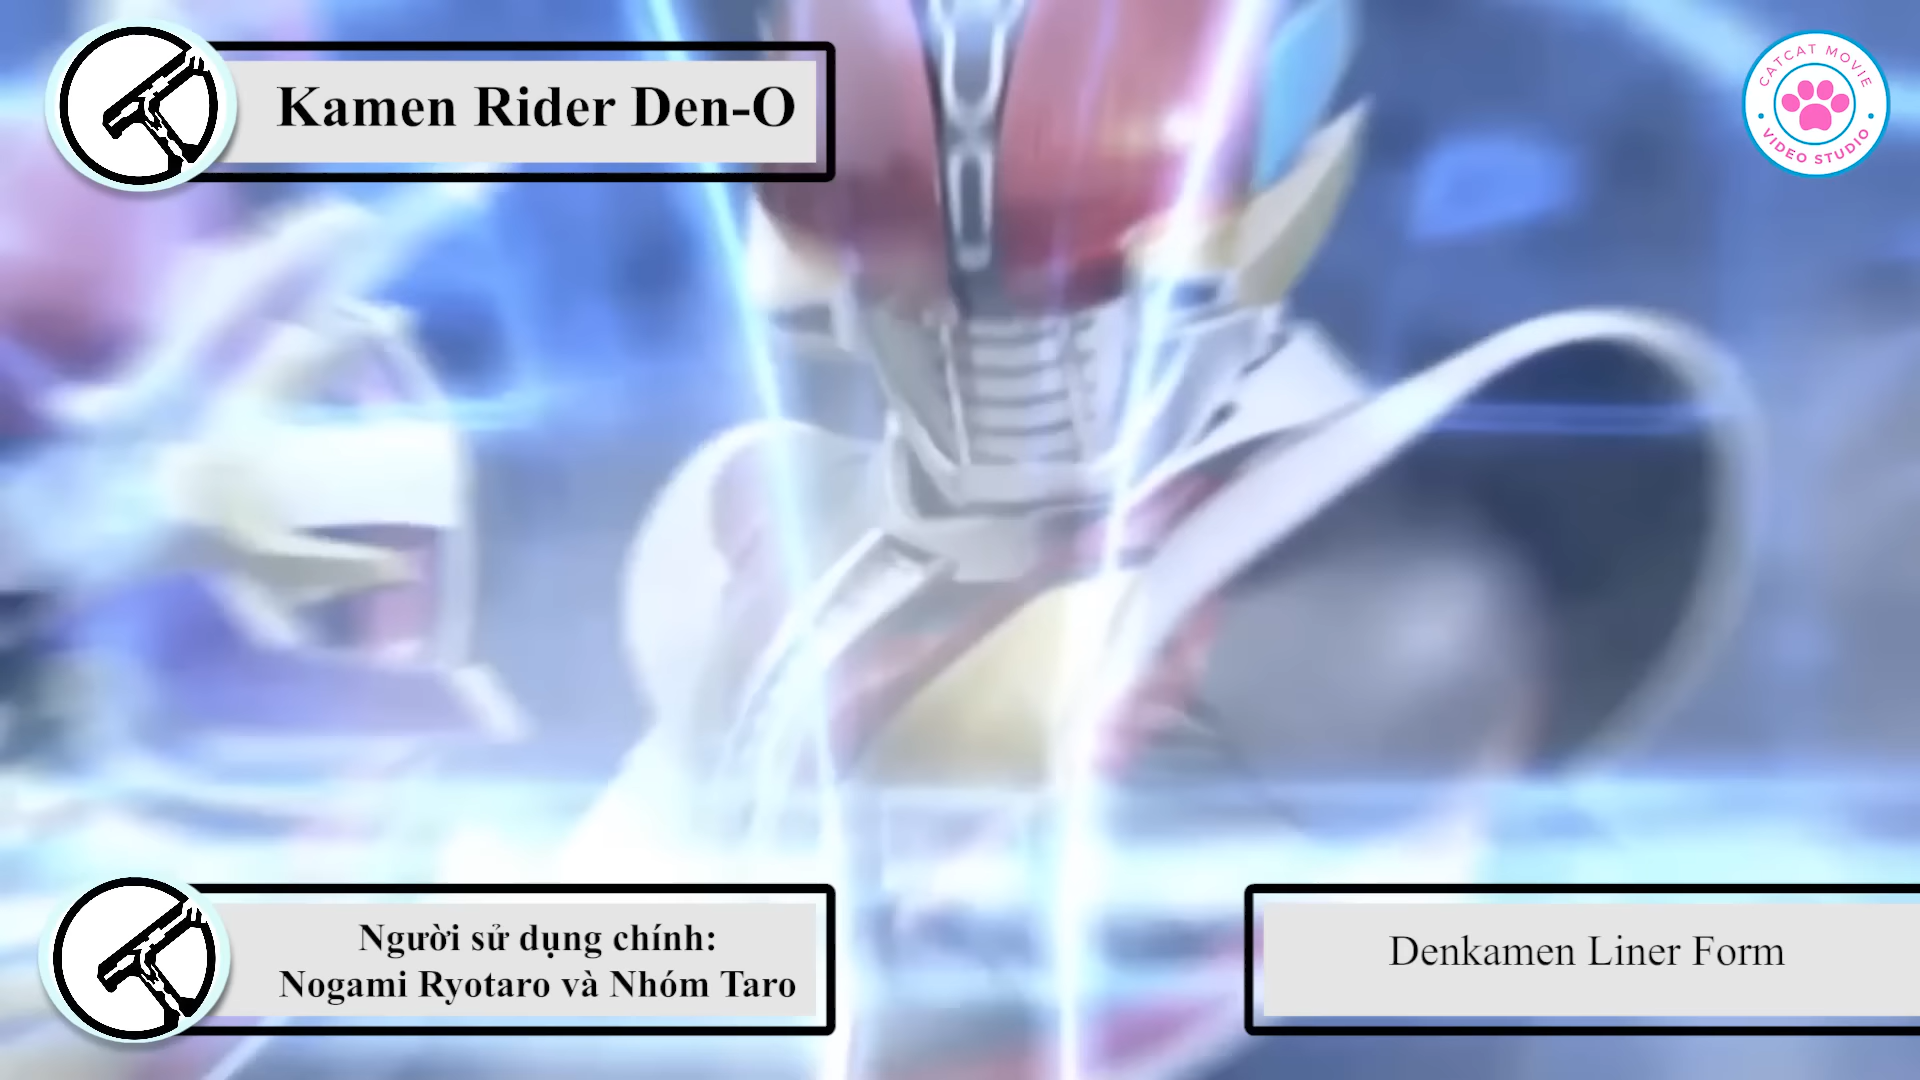 Kamen Rider Den-O
CATCAT MOVIE
VIDEO STUDIO
Người sử dụng chính:
Nogami Ryotaro và Nhóm Taro
Denkamen Liner Form